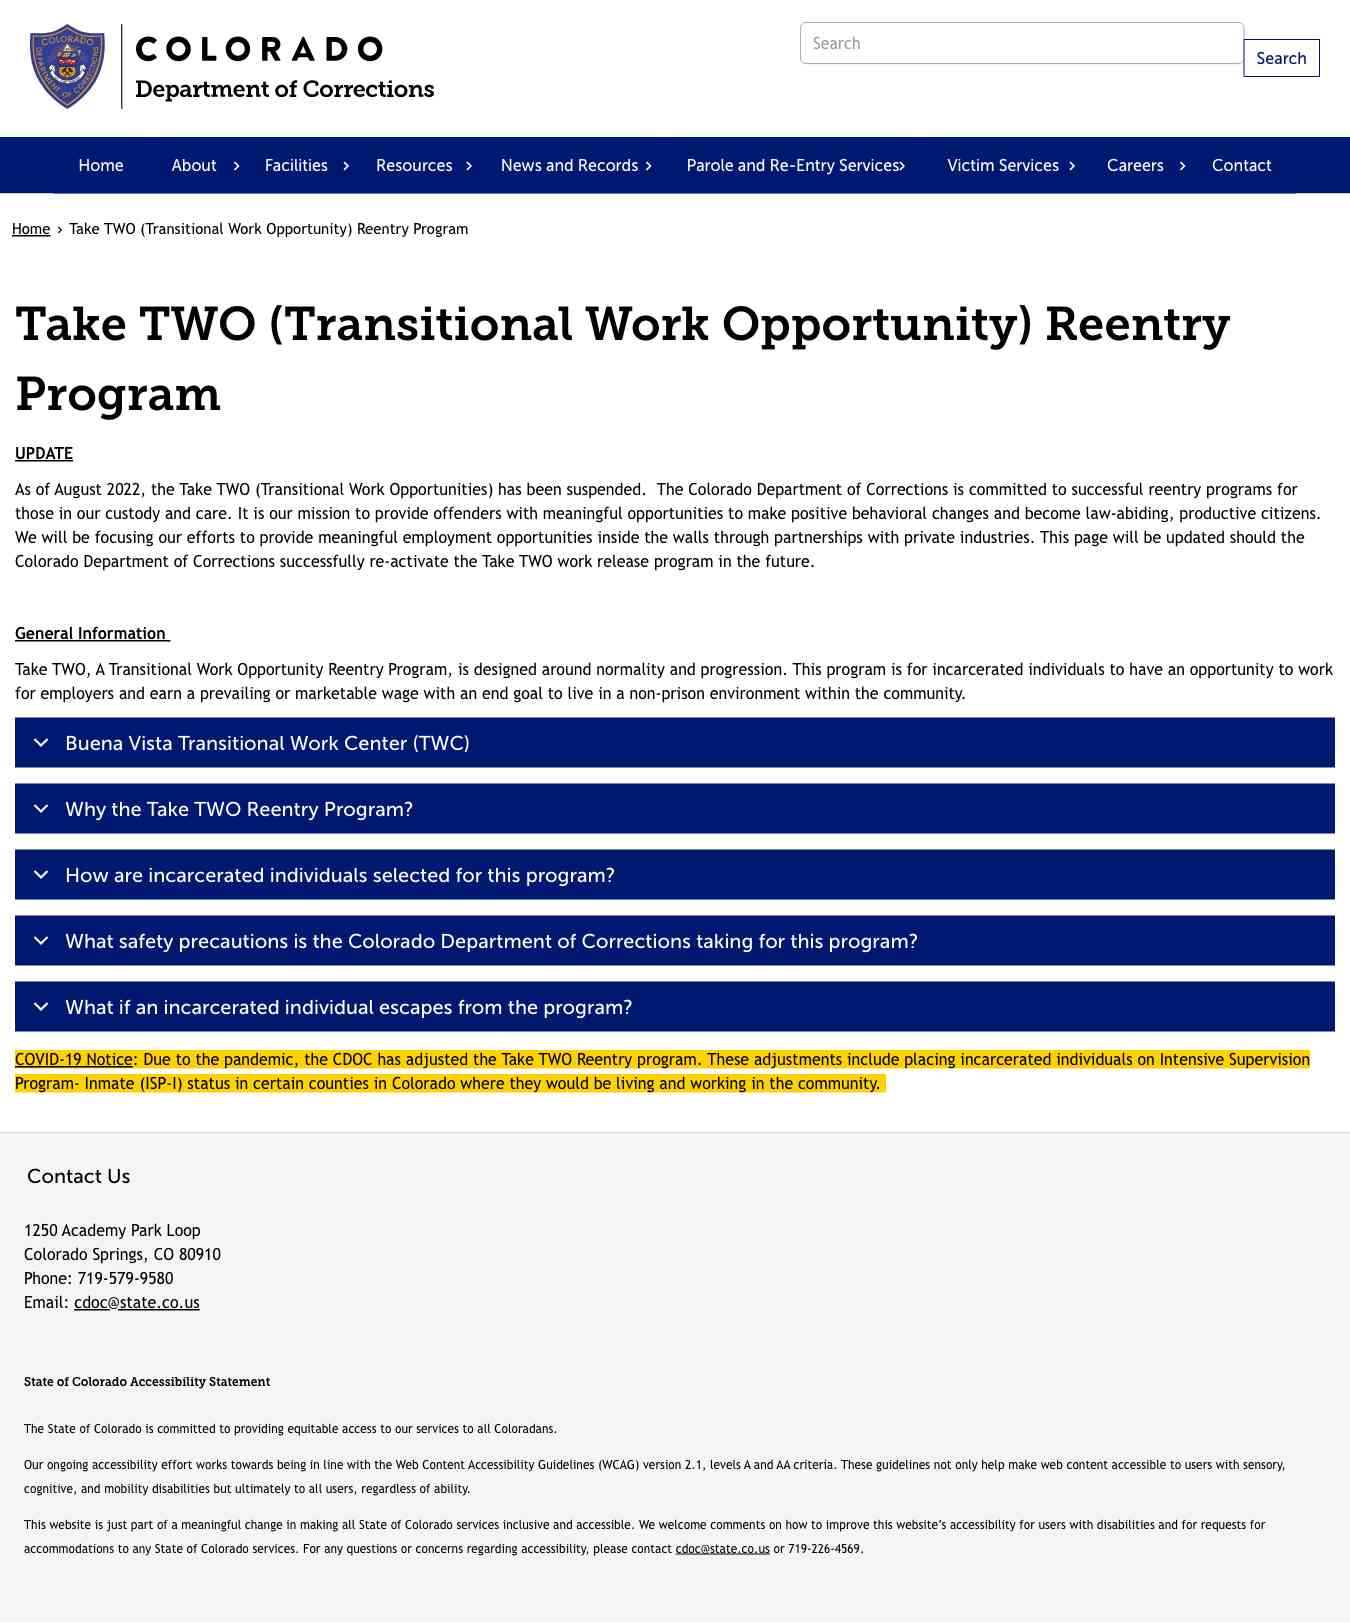 COLORADO
Department of Corrections
Search
Search
Home About Facilities Resources News and Records Parole and Re-Entry Services Victim Services Careers Contact
Home › Take TWO (Transitional Work Opportunity) Reentry Program
Take TWO (Transitional Work Opportunity) Reentry
Program
UPDATE
As of August 2022, the Take TWO (Transitional Work Opportunities) has been suspended.  The Colorado Department of Corrections is committed to successful reentry programs for
those in our custody and care. It is our mission to provide offenders with meaningful opportunities to make positive behavioral changes and become law-abiding, productive citizens.
We will be focusing our efforts to provide meaningful employment opportunities inside the walls through partnerships with private industries. This page will be updated should the
Colorado Department of Corrections successfully re-activate the Take TWO work release program in the future.
General Information
Take TWO, A Transitional Work Opportunity Reentry Program, is designed around normality and progression. This program is for incarcerated individuals to have an opportunity to work
for employers and earn a prevailing or marketable wage with an end goal to live in a non-prison environment within the community.
Buena Vista Transitional Work Center (TWC)
Why the Take TWO Reentry Program?
How are incarcerated individuals selected for this program?
What safety precautions is the Colorado Department of Corrections taking for this program?
What if an incarcerated individual escapes from the program?
COVID-19 Notice: Due to the pandemic, the CDOC has adjusted the Take TWO Reentry program. These adjustments include placing incarcerated individuals on Intensive Supervision
Program- Inmate (ISP-I) status in certain counties in Colorado where they would be living and working in the community.
Contact Us
1250 Academy Park Loop
Colorado Springs, CO 80910
Phone: 719-579-9580
Email: cdoc@state.co.us
State of Colorado Accessibility Statement
The State of Colorado is committed to providing equitable access to our services to all Coloradans.
Our ongoing accessibility effort works towards being in line with the Web Content Accessibility Guidelines (WCAG) version 2.1, levels A and AA criteria. These guidelines not only help make web content accessible to users with sensory,
cognitive, and mobility disabilities but ultimately to all users, regardless of ability.
This website is just part of a meaningful change in making all State of Colorado services inclusive and accessible. We welcome comments on how to improve this website's accessibility for users with disabilities and for requests for
accommodations to any State of Colorado services. For any questions or concerns regarding accessibility, please contact cdoc@state.co.us or 719-226-4569.